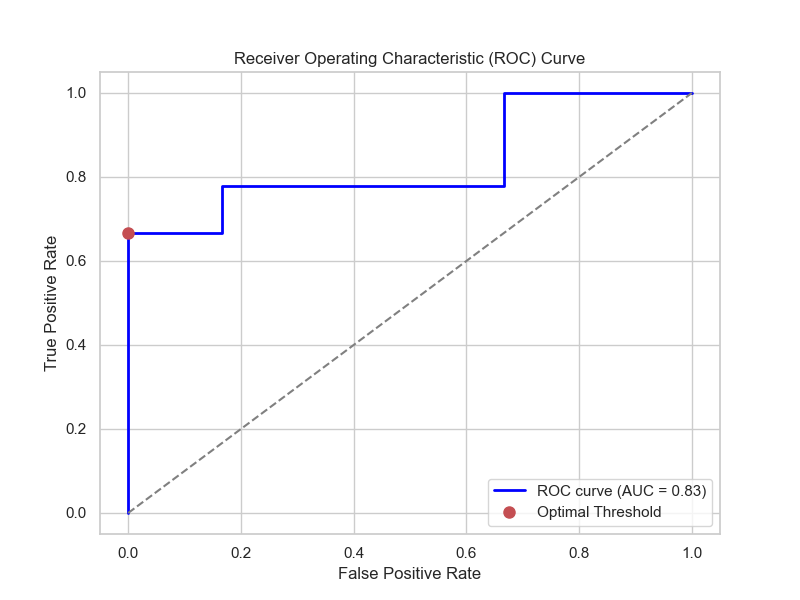 Receiver Operating Characteristic (ROC) Curve
1.0
0.8
0.6
0.4
0.2
0.0
True Positive Rate
0.0 0.2 0.4 0.6 0.8 1.0
False Positive Rate
ROC curve (AUC = 0.83)
Optimal Threshold